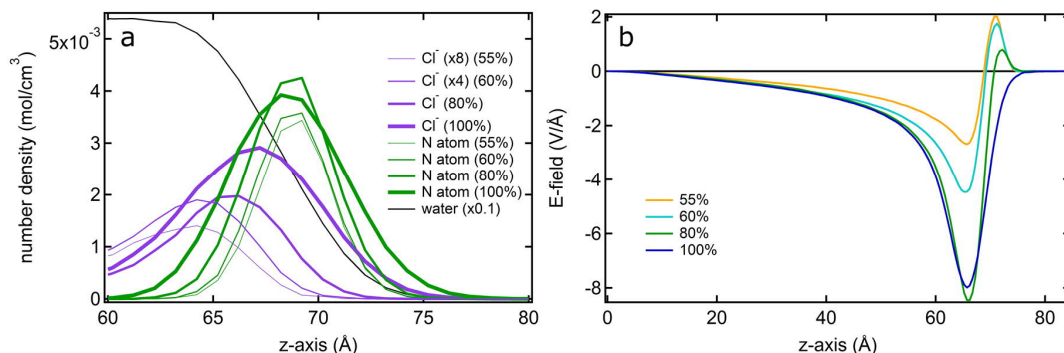 a
number density (mol/cm³)
5x10⁻³
4
3
2
1
0
Cl⁻ (x8) (55%)
Cl⁻ (x4) (60%)
Cl⁻ (80%)
Cl⁻ (100%)
N atom (55%)
N atom (60%)
N atom (80%)
N atom (100%)
water (x0.1)
60 65 70 75 80
z-axis (Å)
b
E-field (V/Å)
2
0
-2
-4
-6
-8
55%
60%
80%
100%
0 20 40 60 80
z-axis (Å)